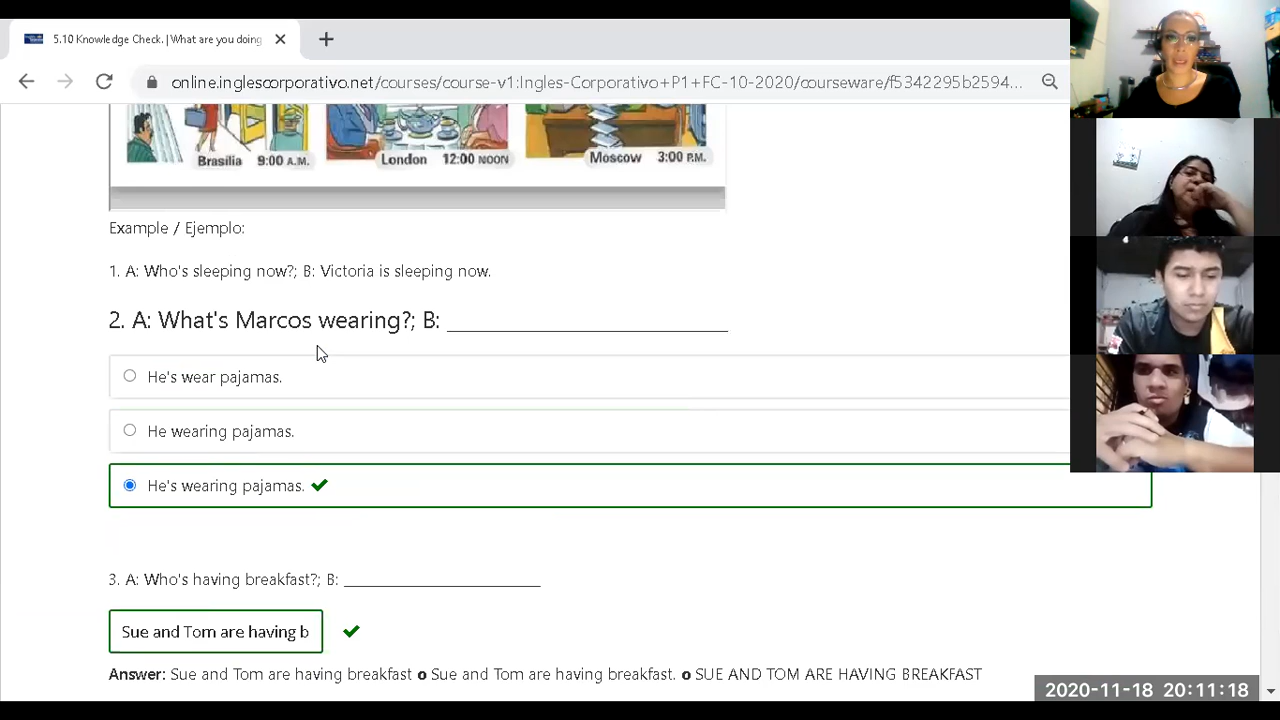 5.10 Knowledge Check. | What are you doing
online.inglescorporativo.net/courses/course-v1:Ingles-Corporativo+P1+FC-10-2020/courseware/f5342295b2594...
Brasilia 9:00 A.M. London 12:00 NOON Moscow 3:00 P.M.
Example / Ejemplo:
1. A: Who's sleeping now?; B: Victoria is sleeping now.
2. A: What's Marcos wearing?; B: ____________________
He's wear pajamas.
He wearing pajamas.
He's wearing pajamas.
3. A: Who's having breakfast?; B: ____________________
Sue and Tom are having b
Answer: Sue and Tom are having breakfast o Sue and Tom are having breakfast. o SUE AND TOM ARE HAVING BREAKFAST
2020-11-18 20:11:18